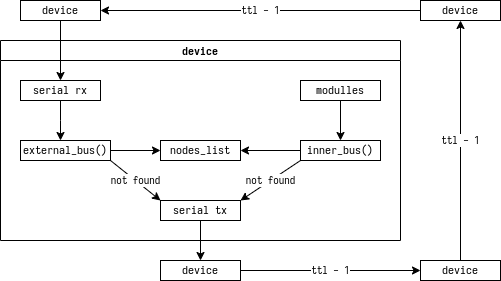 device
ttl - 1
device
device
serial rx
modulles
external_bus()
nodes_list
inner_bus()
ttl - 1
not found
not found
serial tx
device
ttl - 1
device